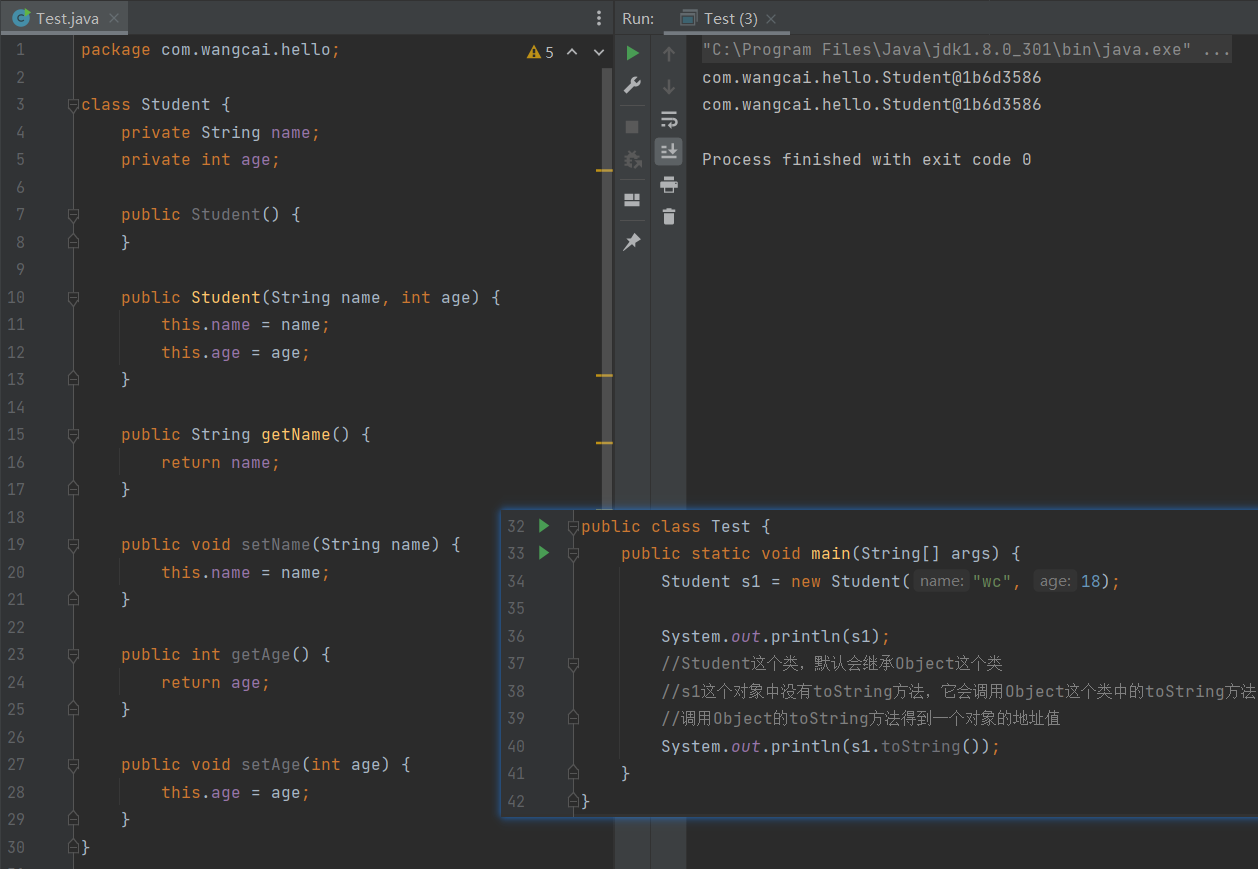 Test.java
1 package com.wangcai.hello;
5
2
3 class Student {
4 private String name;
5 private int age;
6
7 public Student() {
8 }
9
10 public Student(String name, int age) {
11 this.name = name;
12 this.age = age;
13 }
14
15 public String getName() {
16 return name;
17 }
18
19 public void setName(String name) {
20 this.name = name;
21 }
22
23 public int getAge() {
24 return age;
25 }
26
27 public void setAge(int age) {
28 this.age = age;
29 }
30 }
Run: Test (3)
"C:\Program Files\Java\jdk1.8.0_301\bin\java.exe" ...
com.wangcai.hello.Student@1b6d3586
com.wangcai.hello.Student@1b6d3586
Process finished with exit code 0
32 public class Test {
33 public static void main(String[] args) {
34 Student s1 = new Student( name: "wc", age: 18);
35
36 System.out.println(s1);
37 //Student这个类，默认会继承Object这个类
38 //s1这个对象中没有toString方法，它会调用Object这个类中的toString方法
39 //调用Object的toString方法得到一个对象的地址值
40 System.out.println(s1.toString());
41 }
42 }